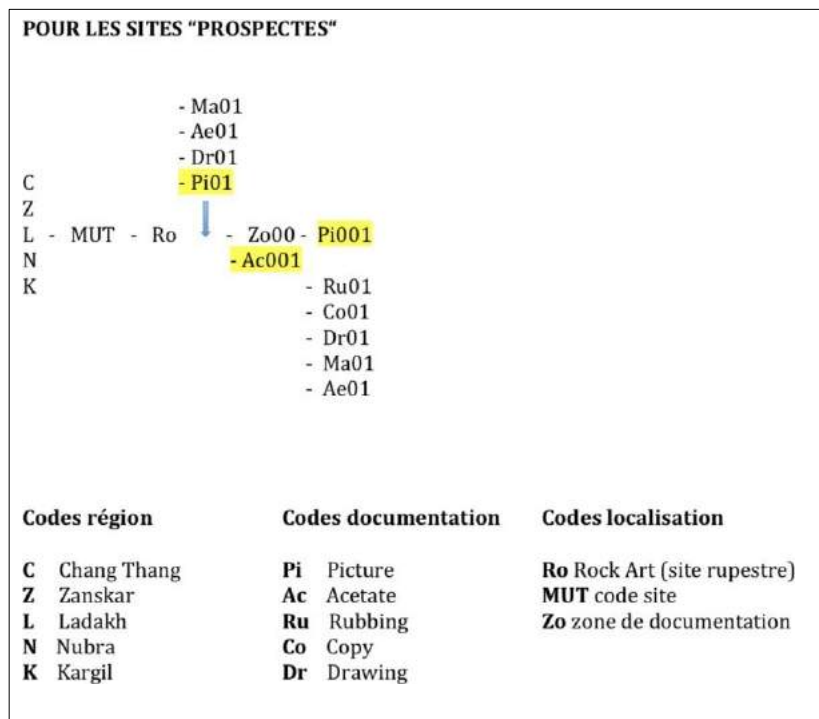 POUR LES SITES "PROSPECTES"
- Ma01
- Ae01
- Dr01
C - Pi01
Z
L - MUT - Ro - Zo00 - Pi001
N - Ac001
K - Ru01
- Co01
- Dr01
- Ma01
- Ae01
Codes région Codes documentation Codes localisation
C Chang Thang Pi Picture Ro Rock Art (site rupestre)
Z Zanskar Ac Acetate MUT code site
L Ladakh Ru Rubbing Zo zone de documentation
N Nubra Co Copy
K Kargil Dr Drawing